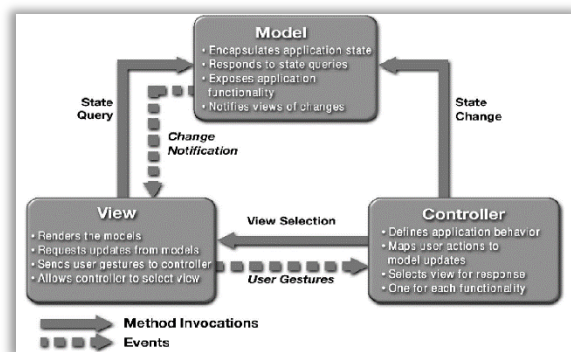 Model
• Encapsulates application state
• Responds to state queries
• Exposes application
functionality
• Notifies views of changes
State
Query
State
Change
Change
Notification
View
• Renders the models
• Requests updates from models
• Sends user gestures to controller
• Allows controller to select view
View Selection
User Gestures
Controller
• Defines application behavior
• Maps user actions to
model updates
• Selects view for response
• One for each functionality
Method Invocations
Events